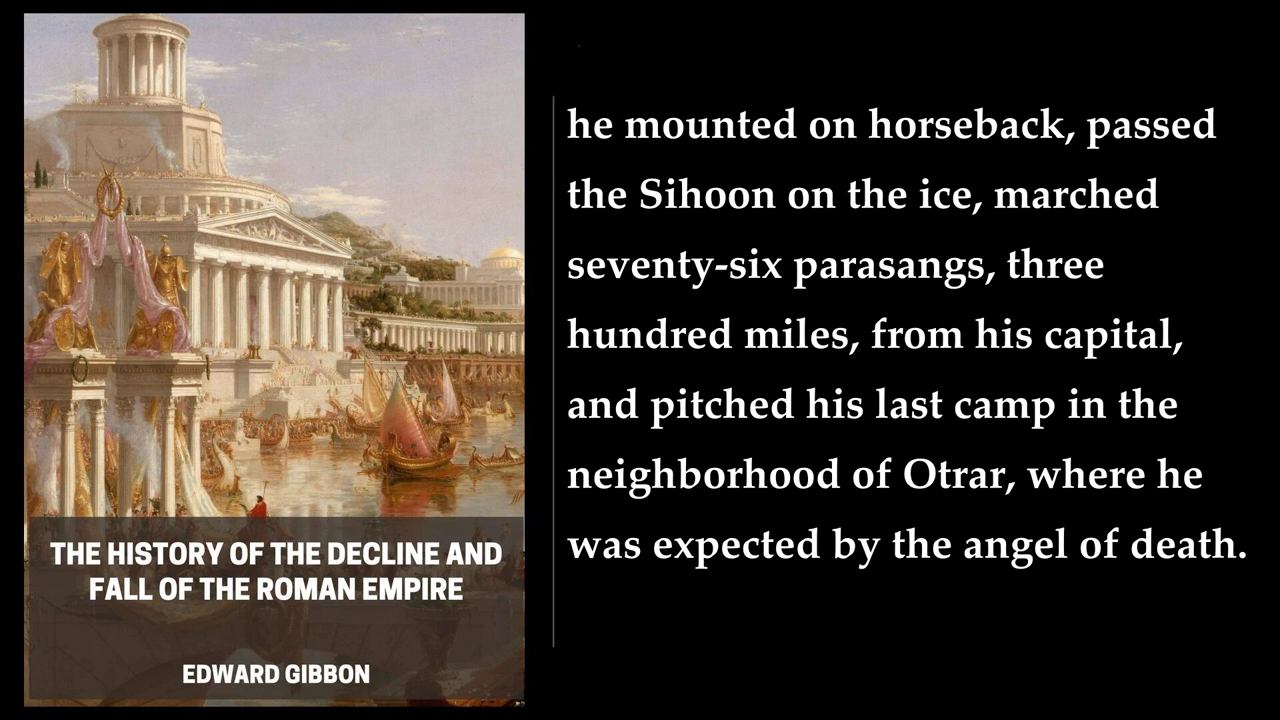 THE HISTORY OF THE DECLINE AND
FALL OF THE ROMAN EMPIRE
EDWARD GIBBON
he mounted on horseback, passed
the Sihoon on the ice, marched
seventy-six parasangs, three
hundred miles, from his capital,
and pitched his last camp in the
neighborhood of Otrar, where he
was expected by the angel of death.